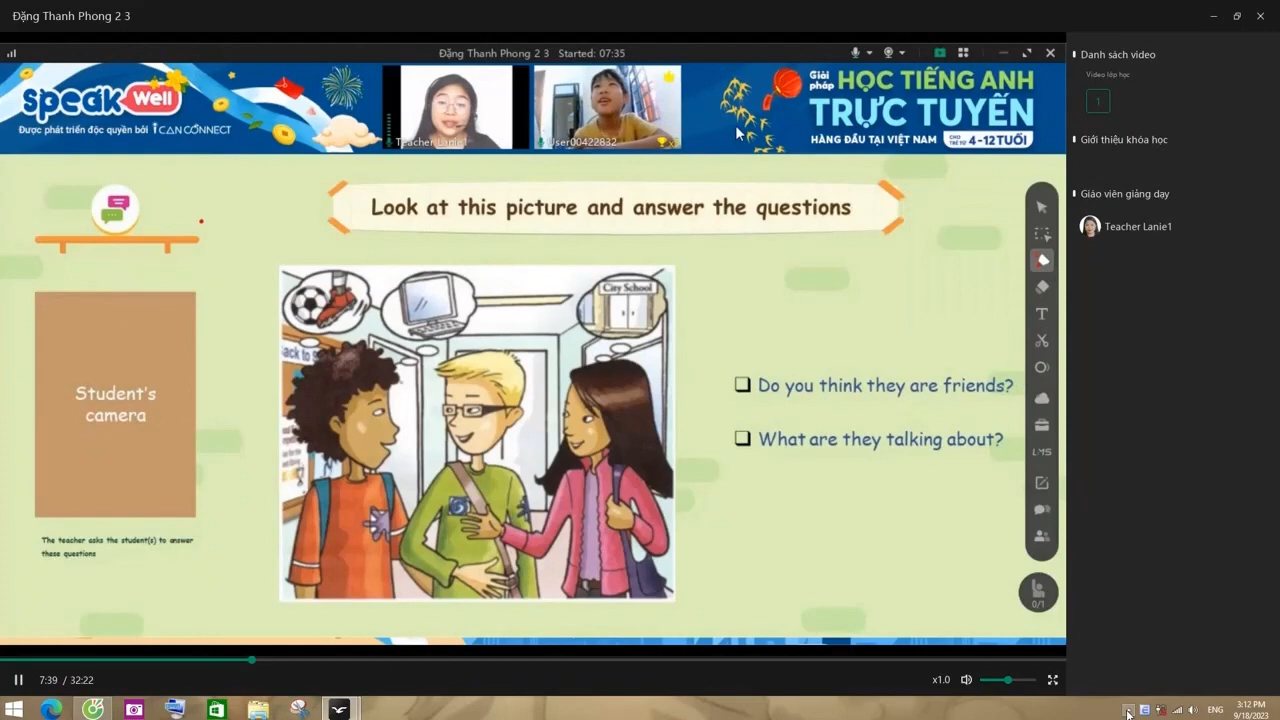 Đặng Thanh Phong 2 3
Đặng Thanh Phong 2 3 Started: 07:35
Danh sách video
Video lớp học
1
Giới thiệu khóa học
Giáo viên giảng dạy
Teacher Lanie1
speak Well
Được phát triển độc quyền bởi iCANCONNECT
Teacher Lanie1
User00422832
Giải pháp HỌC TIẾNG ANH
TRỰC TUYẾN
HÀNG ĐẦU TẠI VIỆT NAM CHO TRẺ TỪ 4-12 TUỔI
Look at this picture and answer the questions
City School
Student's
camera
The teacher asks the student(s) to answer
these questions
Do you think they are friends?
What are they talking about?
T
LMS
0/1
7:39 / 32:22
x1.0
ENG
3:12 PM
9/18/2023